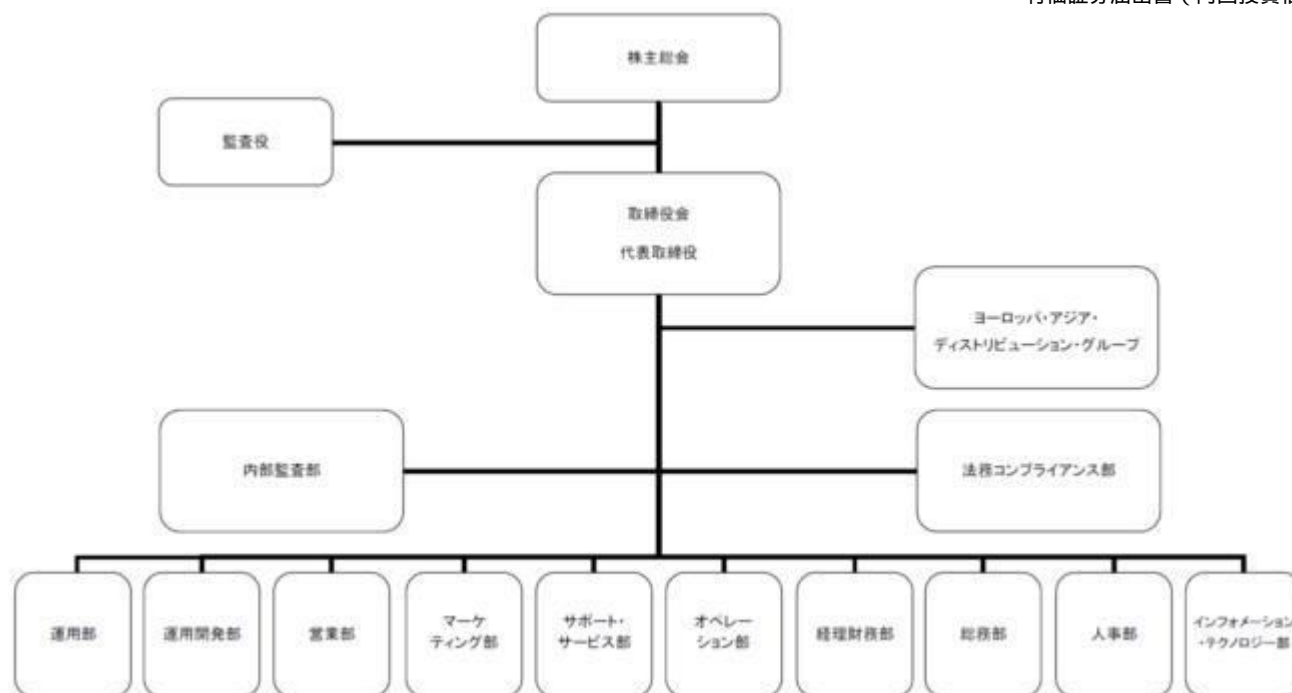 株主総会
監査役
取締役会
代表取締役
ヨーロッパ・アジア・
ディストリビューション・グループ
内部監査部
法務コンプライアンス部
運用部
運用開発部
営業部
マーケ
ティング部
サポート・
サービス部
オペレー
ション部
経理財務部
総務部
人事部
インフォメーション
・テクノロジー部